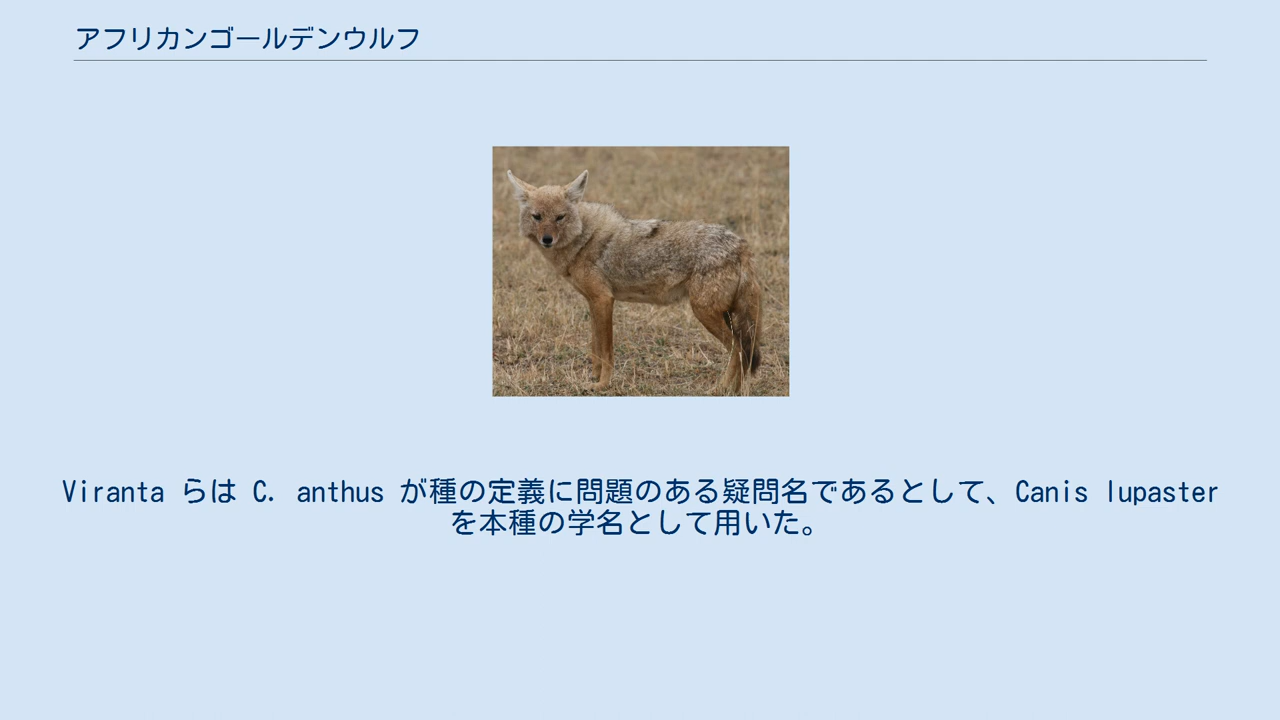 アフリカンゴールデンウルフ
Viranta らは C. anthus が種の定義に問題のある疑問名であるとして、Canis lupaster
を本種の学名として用いた。